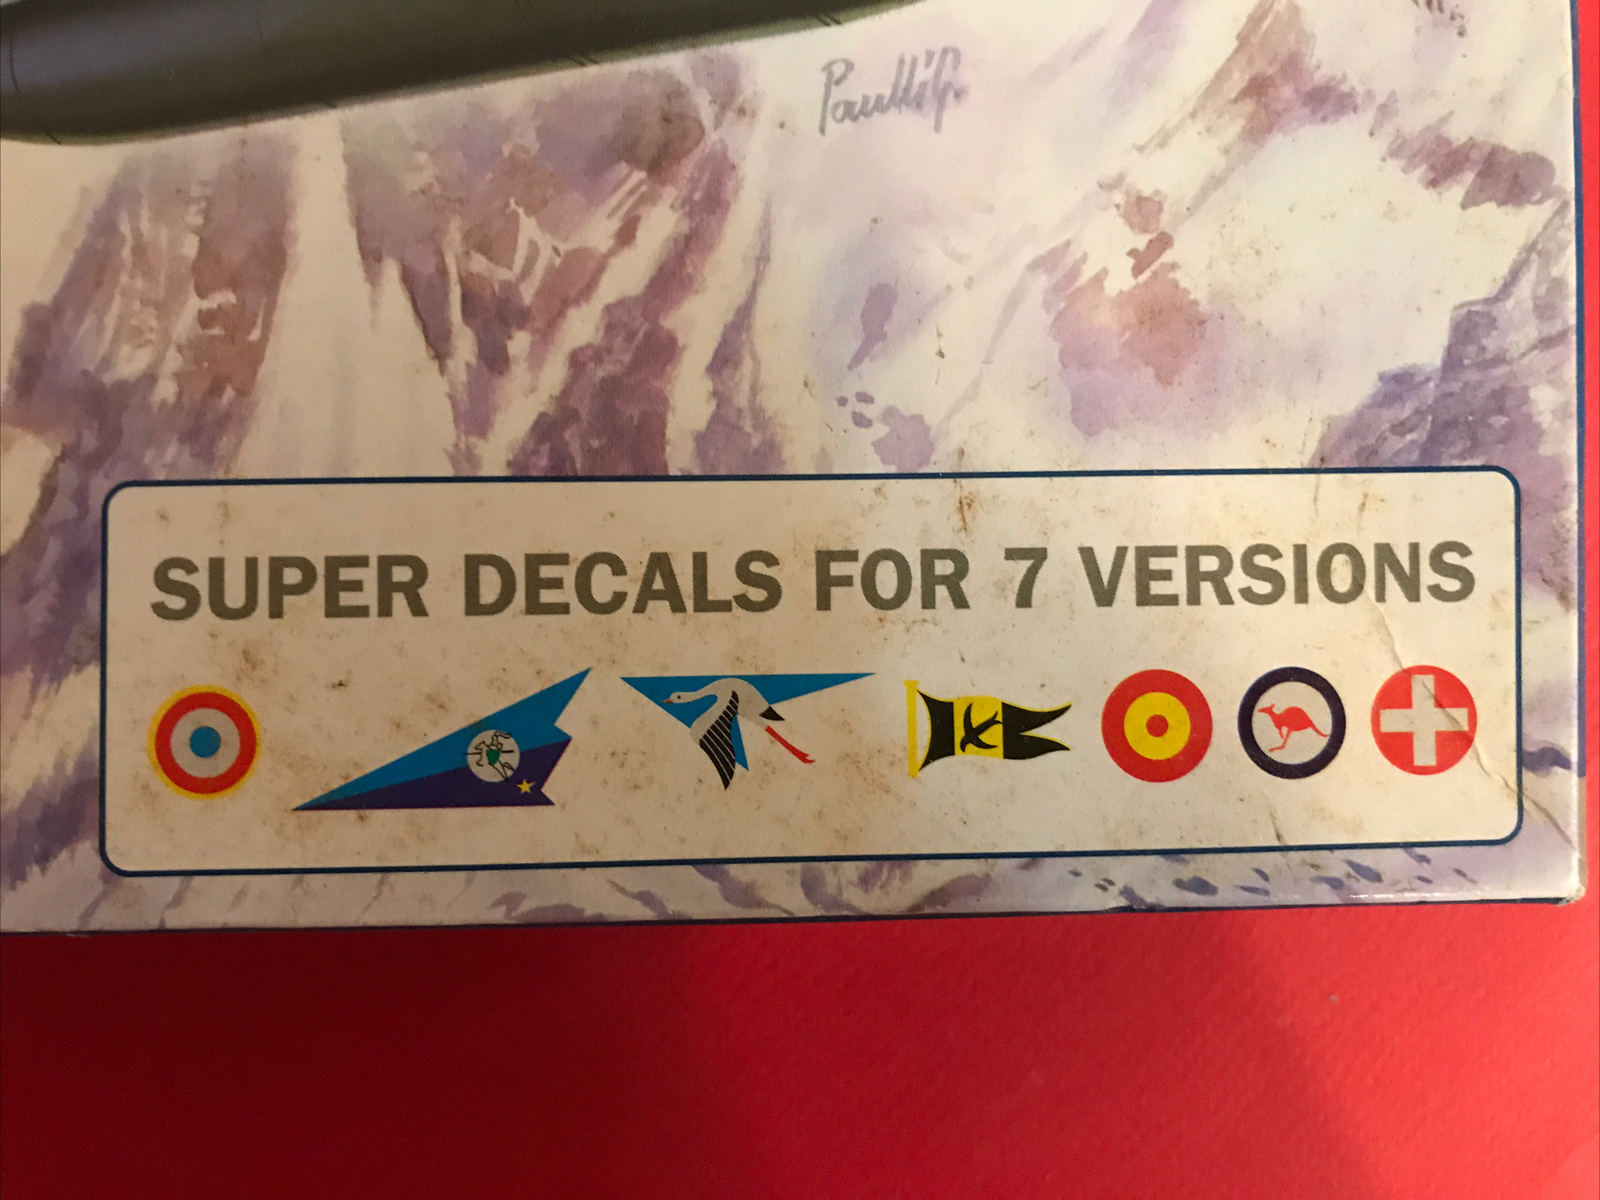 SUPER DECALS FOR 7 VERSIONS